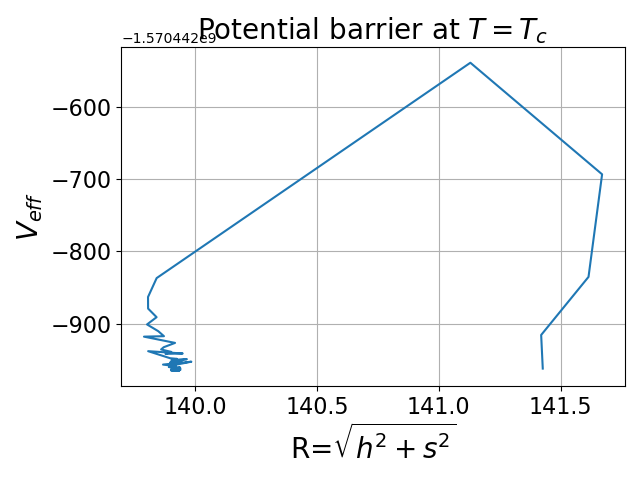 Potential barrier at $T = T_c$
−1.570442e9
−600
−700
−800
−900
$V_{eff}$
140.0 140.5 141.0 141.5
R=$\sqrt{h^2 + s^2}$